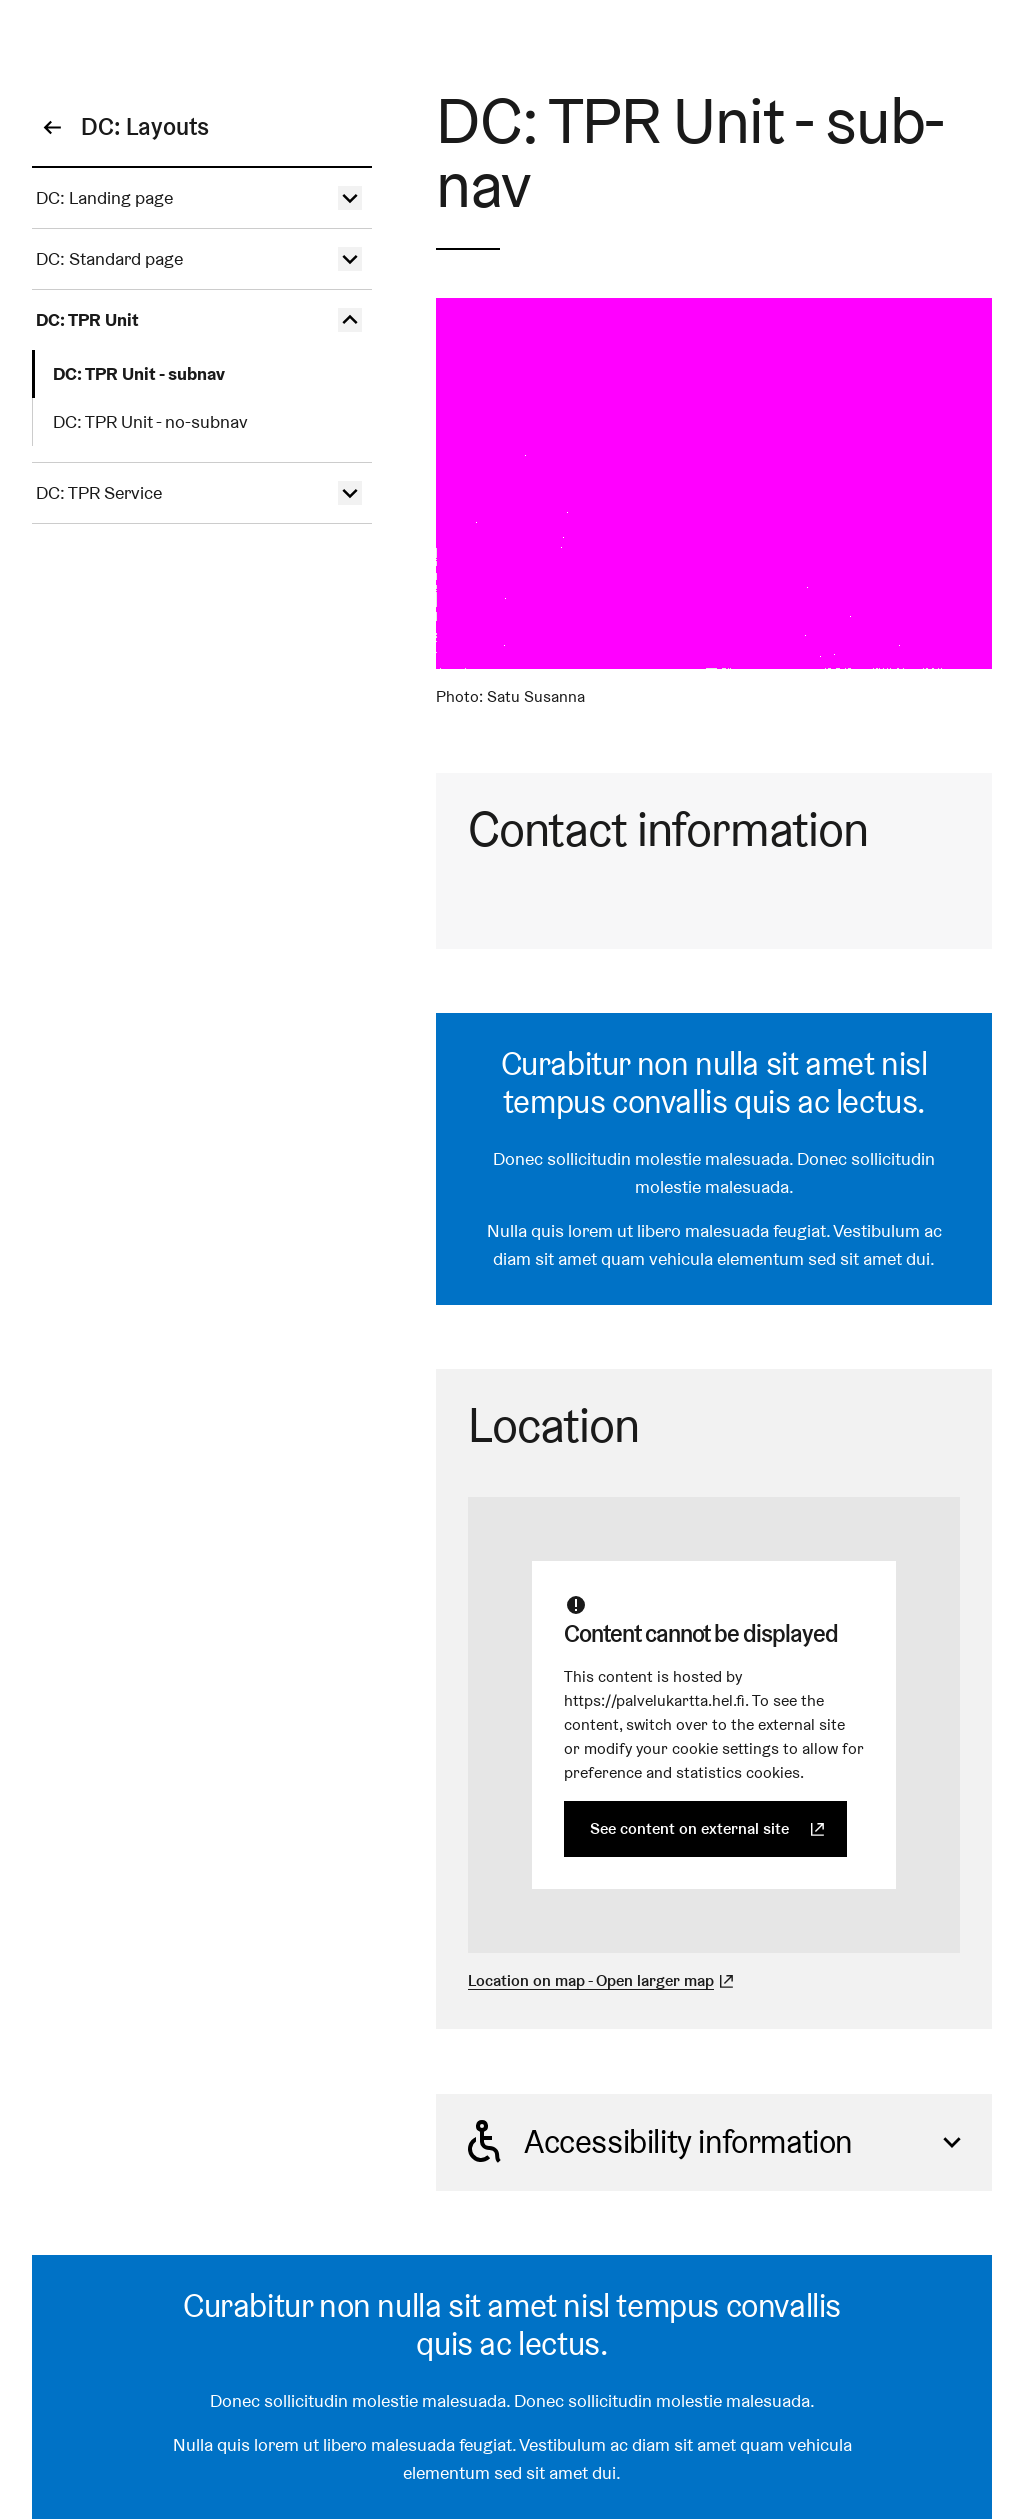 DC: Layouts
DC: Landing page
DC: Standard page
DC: TPR Unit
DC: TPR Unit - subnav
DC: TPR Unit - no-subnav
DC: TPR Service
DC: TPR Unit - sub-
nav
Photo: Satu Susanna
Contact information
Curabitur non nulla sit amet nisl
tempus convallis quis ac lectus.
Donec sollicitudin molestie malesuada. Donec sollicitudin
molestie malesuada.
Nulla quis lorem ut libero malesuada feugiat. Vestibulum ac
diam sit amet quam vehicula elementum sed sit amet dui.
Location
Content cannot be displayed
This content is hosted by
https://palvelukartta.hel.fi. To see the
content, switch over to the external site
or modify your cookie settings to allow for
preference and statistics cookies.
See content on external site
Location on map - Open larger map
Accessibility information
Curabitur non nulla sit amet nisl tempus convallis
quis ac lectus.
Donec sollicitudin molestie malesuada. Donec sollicitudin molestie malesuada.
Nulla quis lorem ut libero malesuada feugiat. Vestibulum ac diam sit amet quam vehicula
elementum sed sit amet dui.